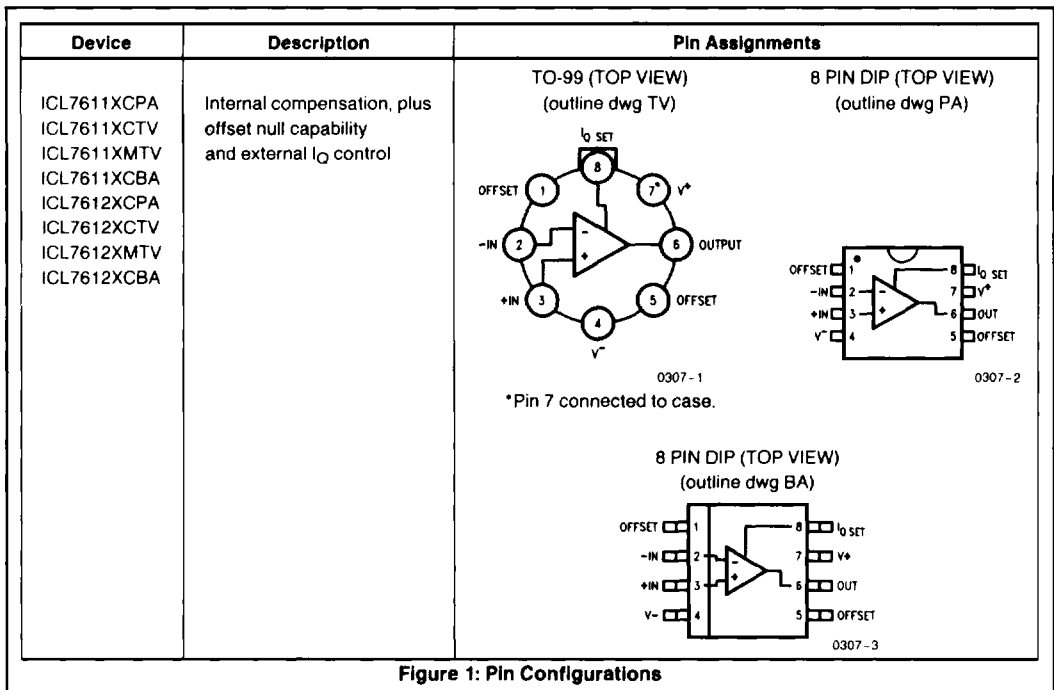 Device Description Pin Assignments
ICL7611XCPA
ICL7611XCTV
ICL7611XMTV
ICL7611XCBA
ICL7612XCPA
ICL7612XCTV
ICL7612XMTV
ICL7612XCBA
Internal compensation, plus
offset null capability
and external IQ control
TO-99 (TOP VIEW)
(outline dwg TV)
IQ SET
8
OFFSET 1 7* V+
-IN 2 - 6 OUTPUT
+
+IN 3 5 OFFSET
4
V-
0307-1
*Pin 7 connected to case.
8 PIN DIP (TOP VIEW)
(outline dwg PA)
OFFSET 1 8 IQ SET
-IN 2 - 7 V+
+IN 3 + 6 OUT
V- 4 5 OFFSET
0307-2
8 PIN DIP (TOP VIEW)
(outline dwg BA)
OFFSET 1 8 IQ SET
-IN 2 - 7 V+
+IN 3 + 6 OUT
V- 4 5 OFFSET
0307-3
Figure 1: Pin Configurations